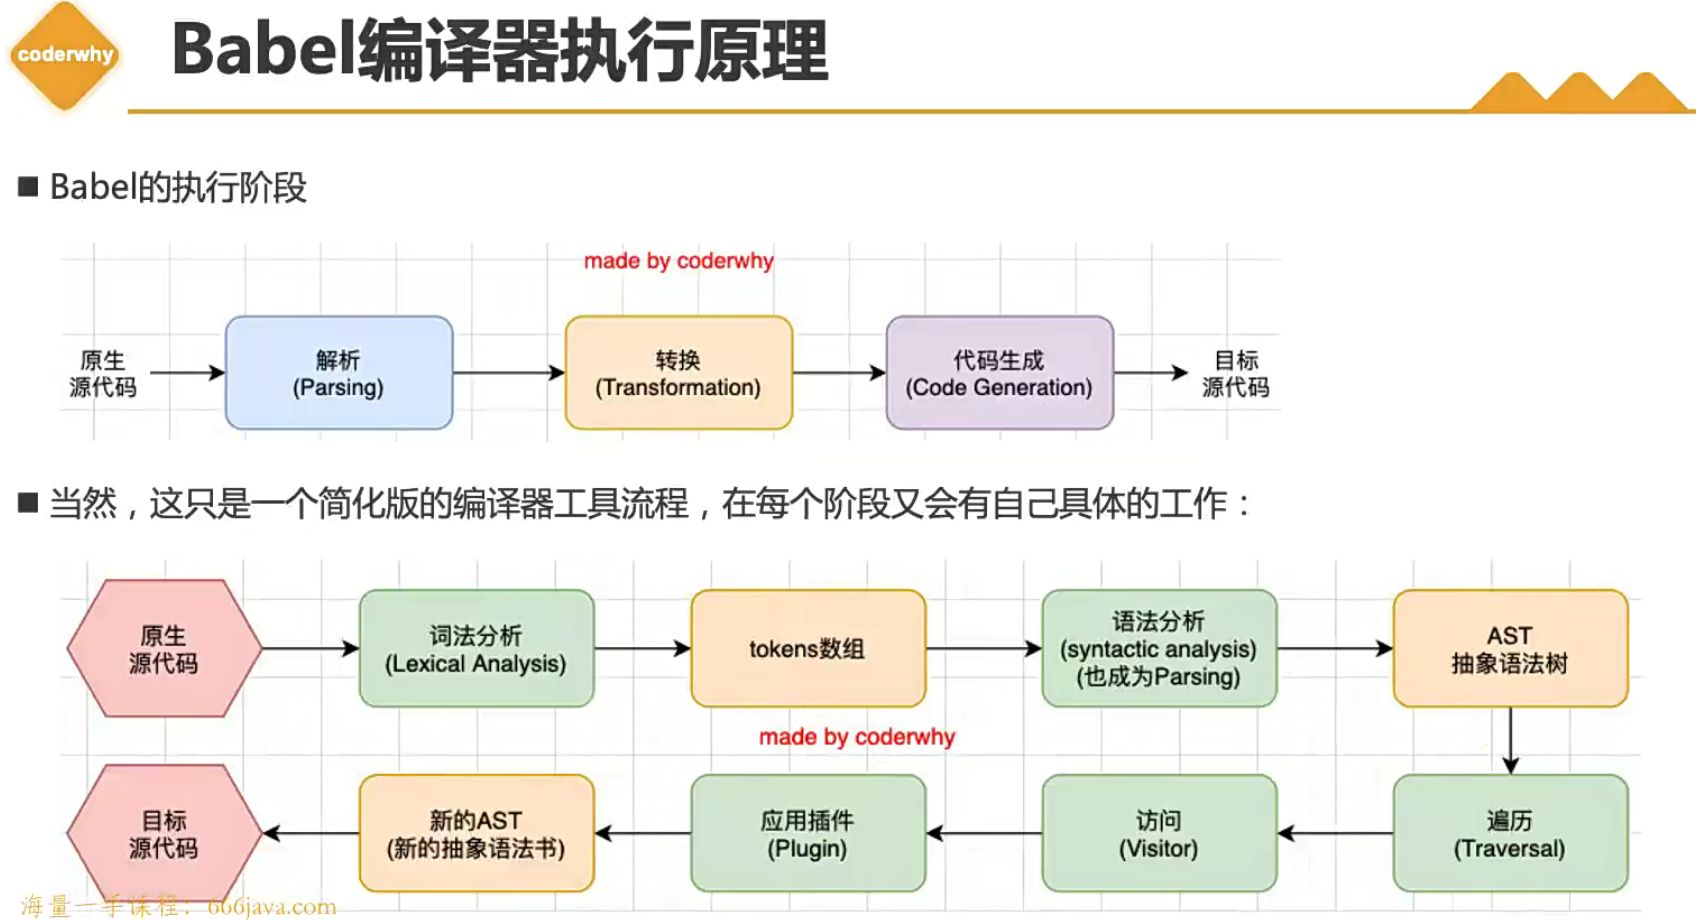 coderwhy
Babel编译器执行原理
■ Babel的执行阶段
made by coderwhy
原生
源代码
解析
(Parsing)
转换
(Transformation)
代码生成
(Code Generation)
目标
源代码
■ 当然，这只是一个简化版的编译器工具流程，在每个阶段又会有自己具体的工作：
原生
源代码
词法分析
(Lexical Analysis)
tokens数组
语法分析
(syntactic analysis)
(也成为Parsing)
AST
抽象语法树
made by coderwhy
目标
源代码
新的AST
(新的抽象语法书)
应用插件
(Plugin)
访问
(Visitor)
遍历
(Traversal)
海量一手课程：666java.com